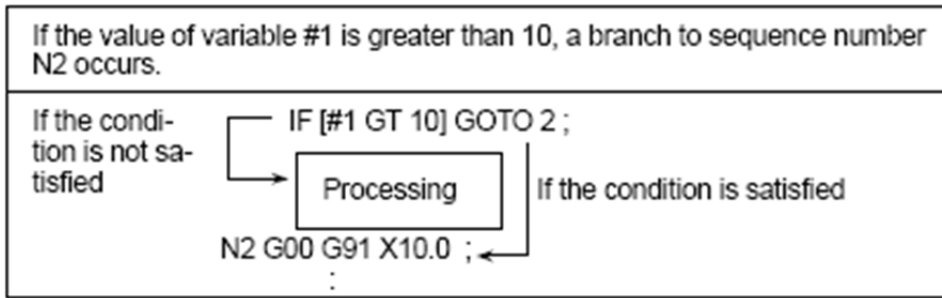 If the value of variable #1 is greater than 10, a branch to sequence number
N2 occurs.
If the condi-
tion is not sa-
tisfied
IF [#1 GT 10] GOTO 2 ;
Processing
If the condition is satisfied
N2 G00 G91 X10.0 ;
: